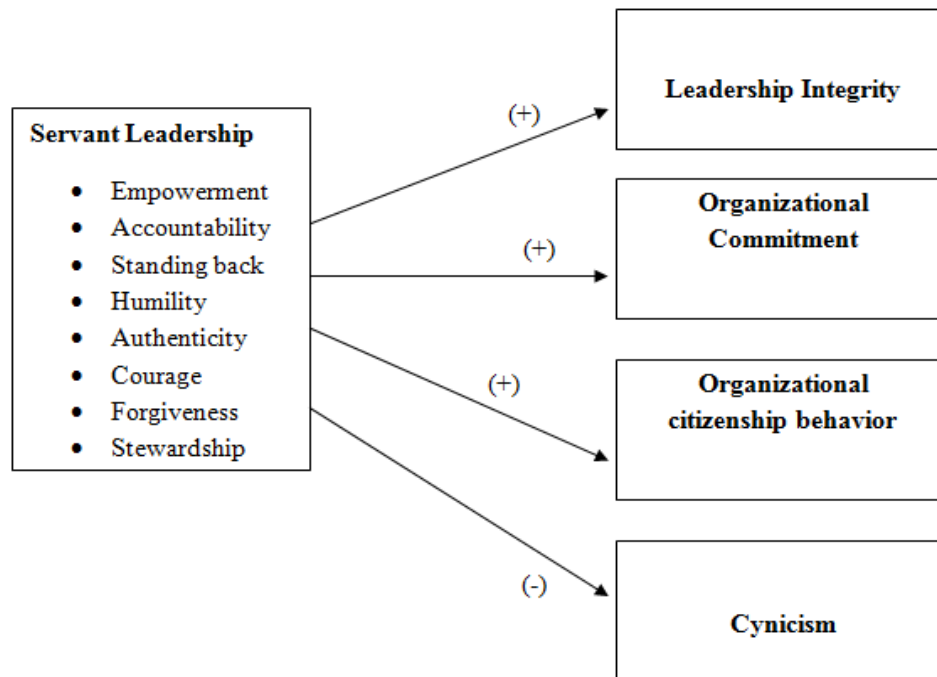 Servant Leadership
• Empowerment
• Accountability
• Standing back
• Humility
• Authenticity
• Courage
• Forgiveness
• Stewardship
(+)
(+)
(+)
(-)
Leadership Integrity
Organizational
Commitment
Organizational
citizenship behavior
Cynicism